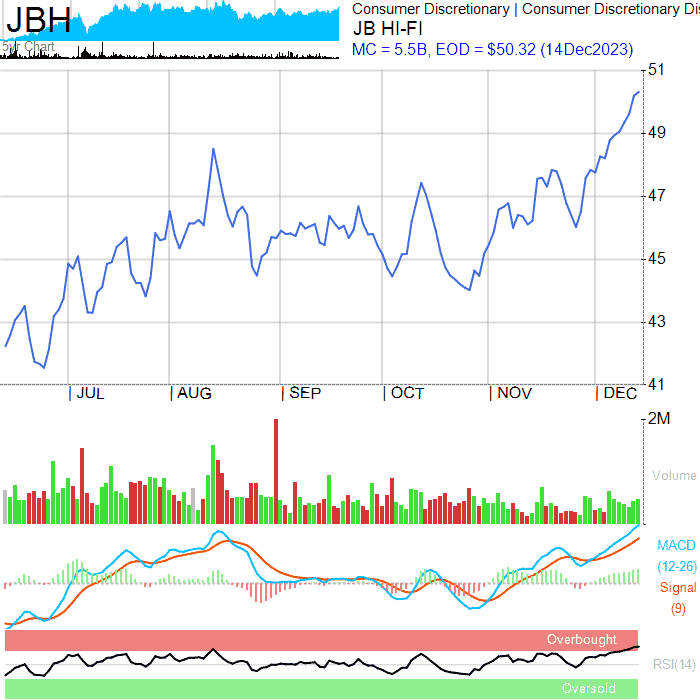 JBH
5yr Chart
Consumer Discretionary | Consumer Discretionary Dis
JB HI-FI
MC = 5.5B, EOD = $50.32 (14Dec2023)
51
49
47
45
43
41
JUL AUG SEP OCT NOV DEC
2M
Volume
MACD
(12-26)
Signal
(9)
Overbought
RSI(14)
Oversold